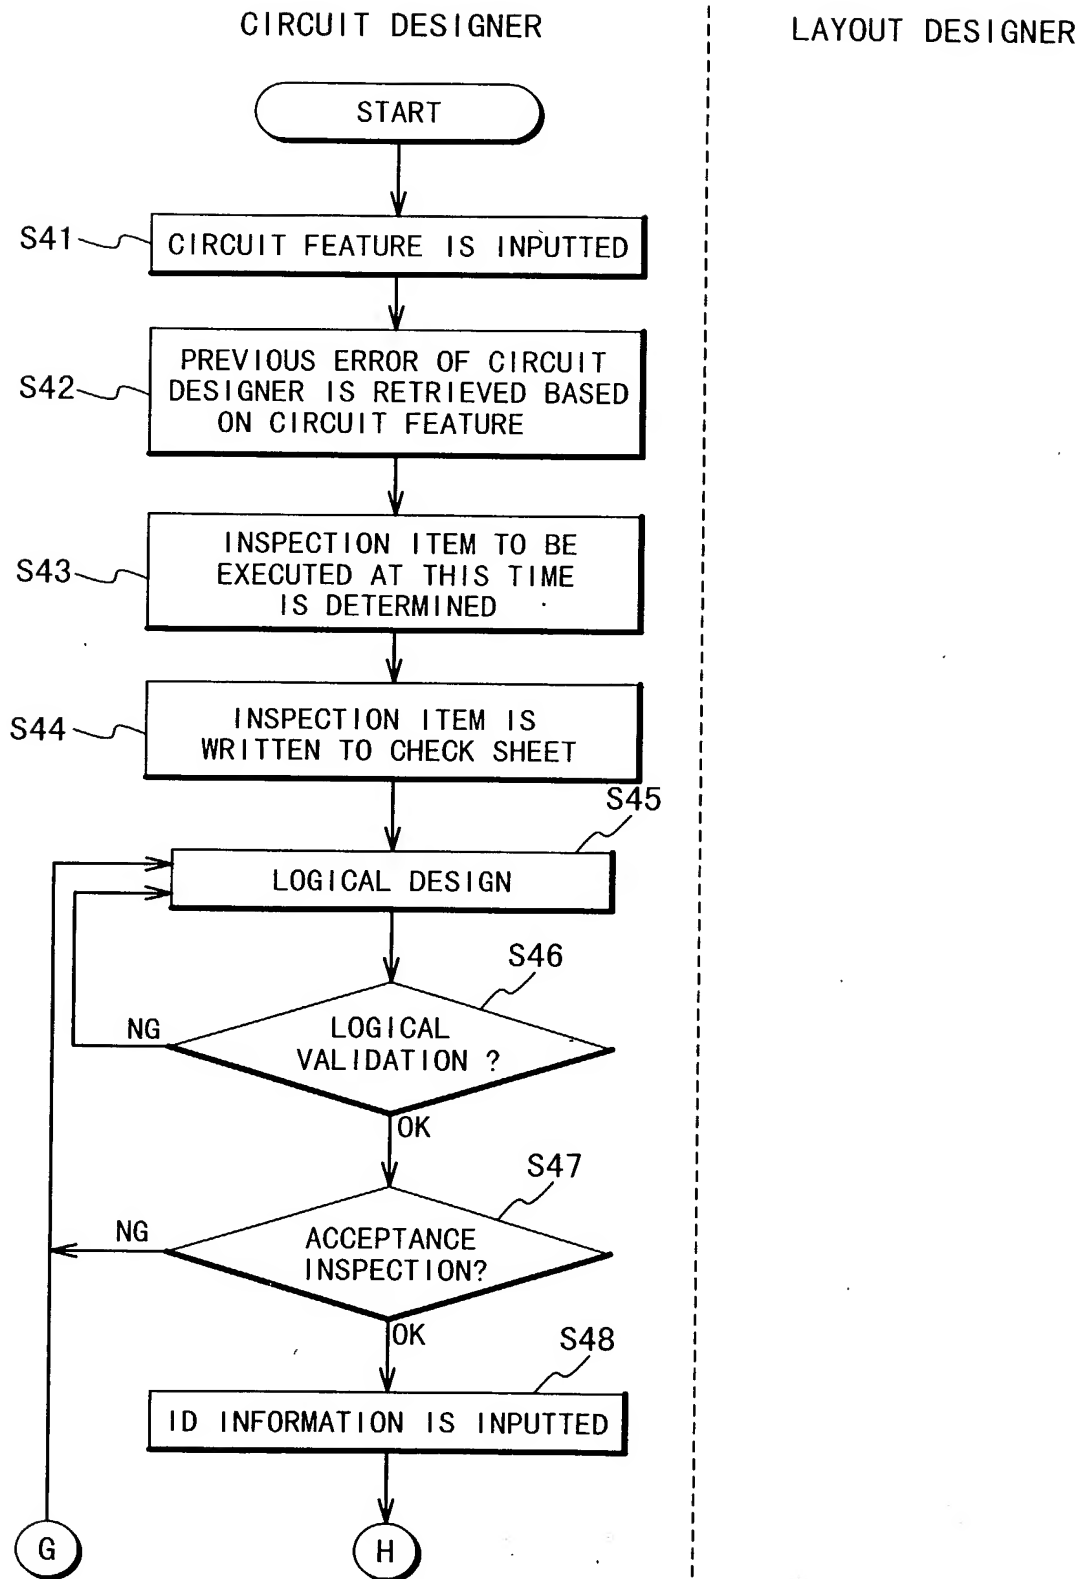 CIRCUIT DESIGNER
LAYOUT DESIGNER
START
S41
CIRCUIT FEATURE IS INPUTTED
S42
PREVIOUS ERROR OF CIRCUIT
DESIGNER IS RETRIEVED BASED
ON CIRCUIT FEATURE
S43
INSPECTION ITEM TO BE
EXECUTED AT THIS TIME
IS DETERMINED
S44
INSPECTION ITEM IS
WRITTEN TO CHECK SHEET
S45
LOGICAL DESIGN
S46
NG
LOGICAL
VALIDATION ?
OK
S47
NG
ACCEPTANCE
INSPECTION?
OK
S48
ID INFORMATION IS INPUTTED
G
H